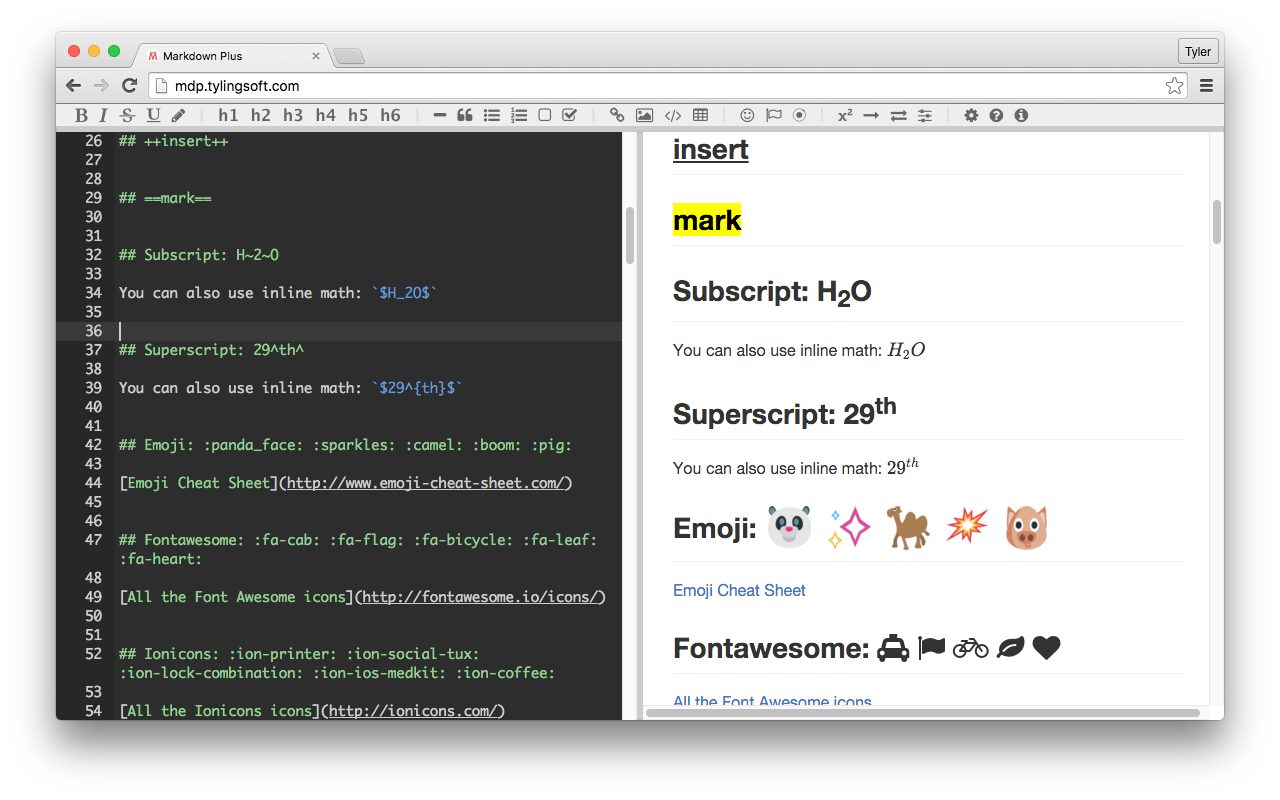 Markdown Plus
Tyler
mdp.tylingsoft.com
B I S U h1 h2 h3 h4 h5 h6 x²
26 ## ++insert++
27
28
29 ## ==mark==
30
31
32 ## Subscript: H~2~O
33
34 You can also use inline math: `$H_2O$`
35
36
37 ## Superscript: 29^th^
38
39 You can also use inline math: `$29^{th}$`
40
41
42 ## Emoji: :panda_face: :sparkles: :camel: :boom: :pig:
43
44 [Emoji Cheat Sheet](http://www.emoji-cheat-sheet.com/)
45
46
47 ## Fontawesome: :fa-cab: :fa-flag: :fa-bicycle: :fa-leaf:
:fa-heart:
48
49 [All the Font Awesome icons](http://fontawesome.io/icons/)
50
51
52 ## Ionicons: :ion-printer: :ion-social-tux:
:ion-lock-combination: :ion-ios-medkit: :ion-coffee:
53
54 [All the Ionicons icons](http://ionicons.com/)
insert
mark
Subscript: H₂O
You can also use inline math: H₂O
Superscript: 29ᵗʰ
You can also use inline math: 29ᵗʰ
Emoji:
Emoji Cheat Sheet
Fontawesome:
All the Font Awesome icons